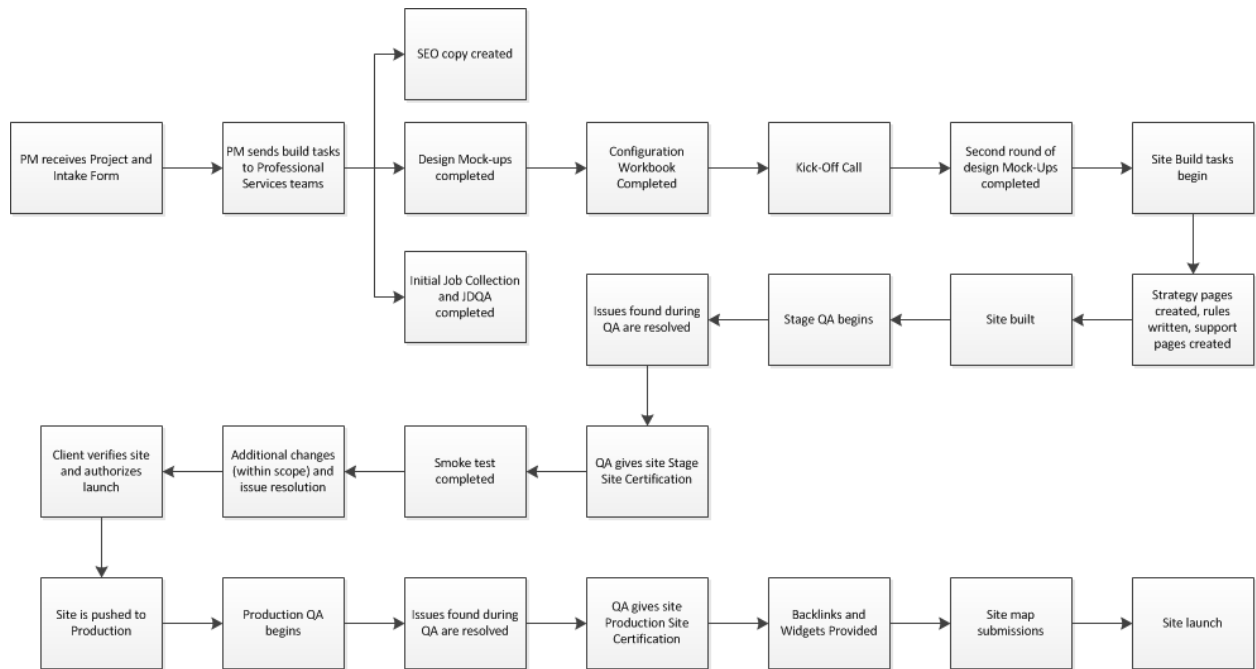 SEO copy created
PM receives Project and
Intake Form
PM sends build tasks
to Professional
Services teams
Design Mock-ups
completed
Configuration
Workbook
Completed
Kick-Off Call
Second round of
design Mock-Ups
completed
Site Build tasks
begin
Initial Job Collection
and JDQA
completed
Issues found during
QA are resolved
Stage QA begins
Site built
Strategy pages
created, rules
written, support
pages created
Client verifies site
and authorizes
launch
Additional changes
(within scope) and
issue resolution
Smoke test
completed
QA gives site Stage
Site Certification
Site is pushed to
Production
Production QA
begins
Issues found during
QA are resolved
QA gives site
Production Site
Certification
Backlinks and
Widgets Provided
Site map
submissions
Site launch